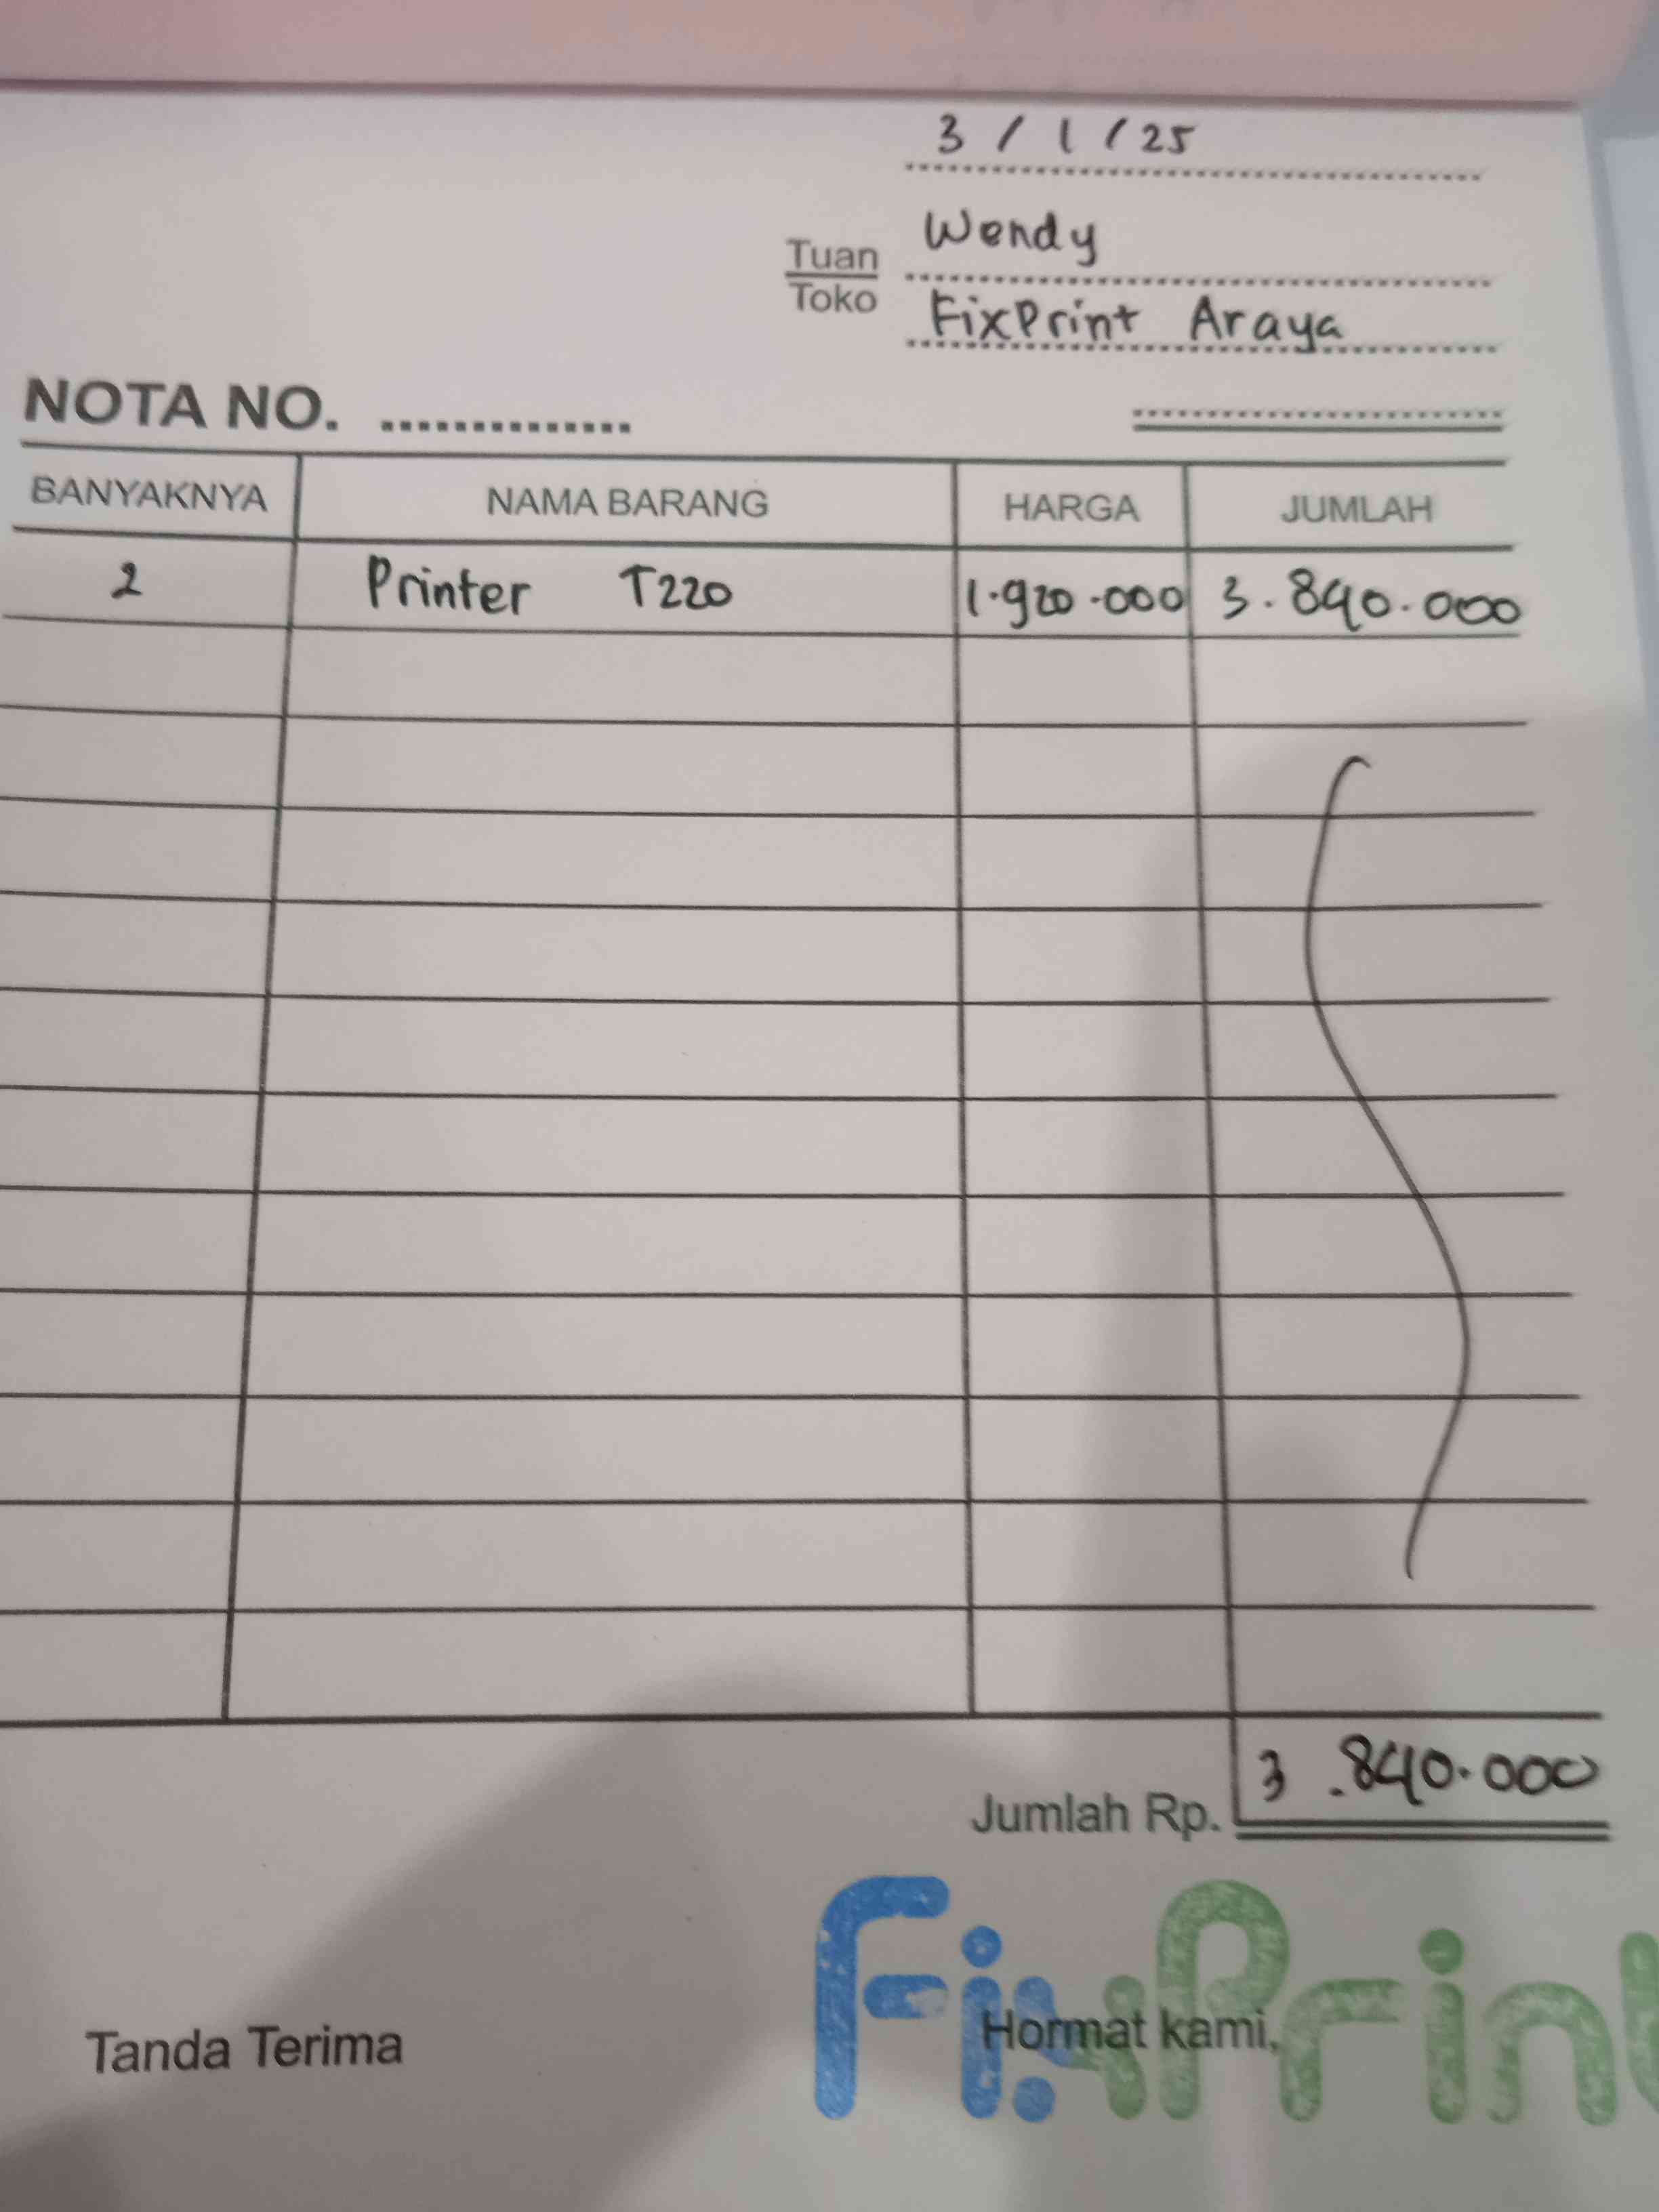 3 / 1 / 25
Tuan Wendy
Toko FixPrint Araya
NOTA NO. ..............
BANYAKNYA NAMA BARANG HARGA JUMLAH
2 Printer T220 1.920.000 3.840.000
Jumlah Rp. 3.840.000
FixPrint
Tanda Terima Hormat kami,